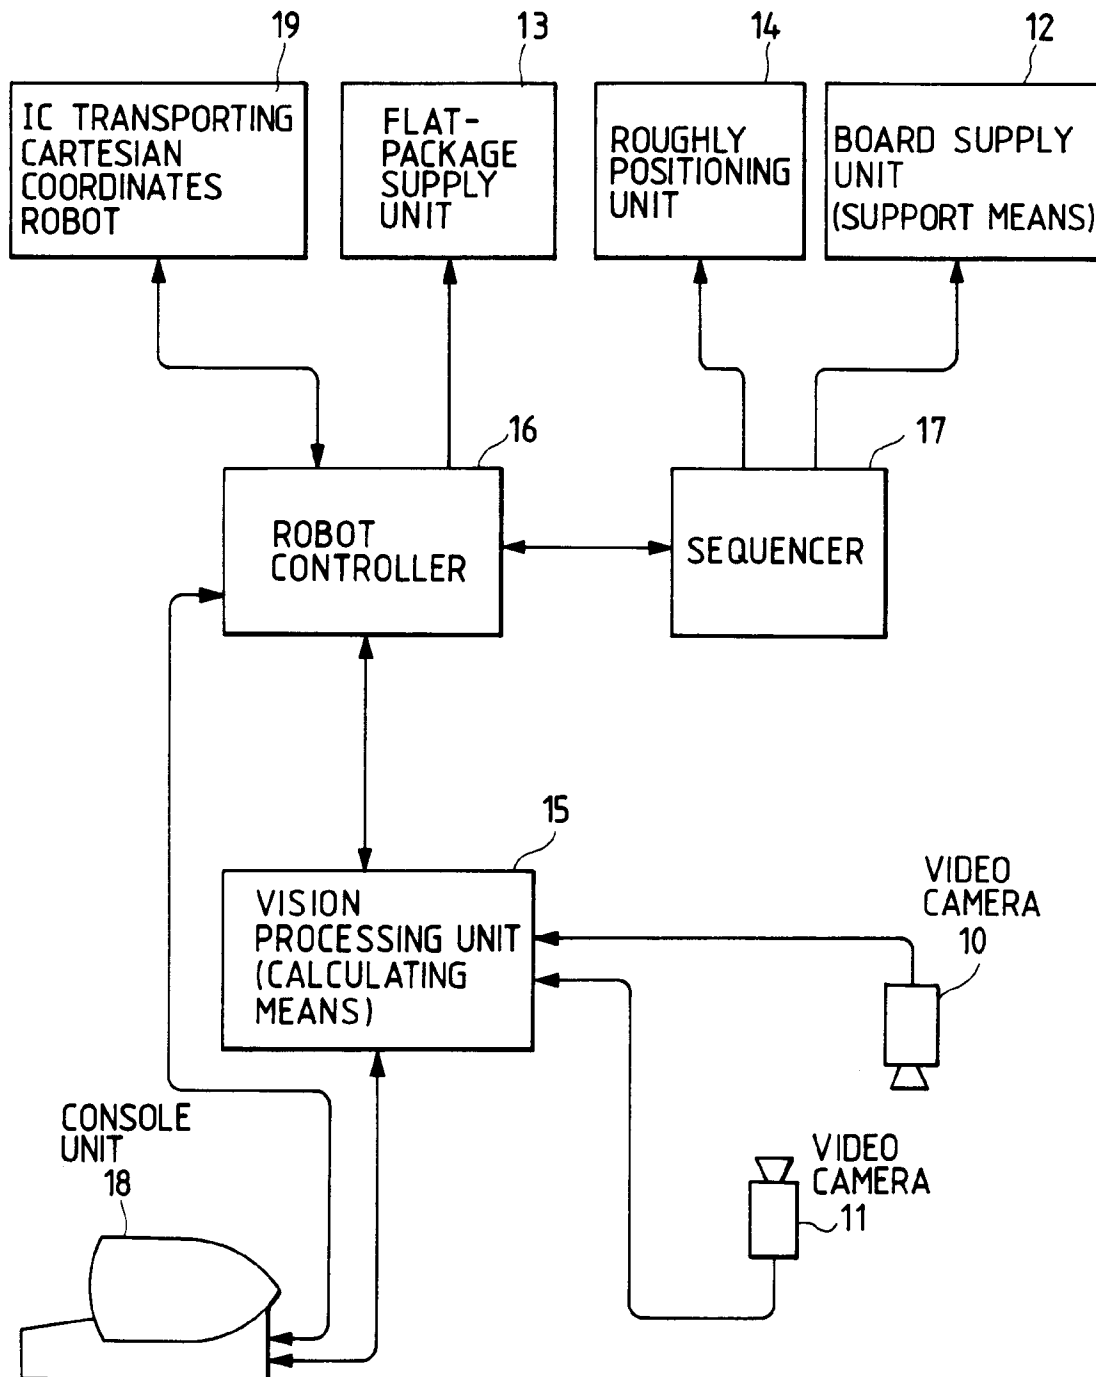 19
13
14
12
IC TRANSPORTING
CARTESIAN
COORDINATES
ROBOT
FLAT-
PACKAGE
SUPPLY
UNIT
ROUGHLY
POSITIONING
UNIT
BOARD SUPPLY
UNIT
(SUPPORT MEANS)
16
17
ROBOT
CONTROLLER
SEQUENCER
15
VISION
PROCESSING UNIT
(CALCULATING
MEANS)
VIDEO
CAMERA
10
CONSOLE
UNIT
18
VIDEO
CAMERA
11